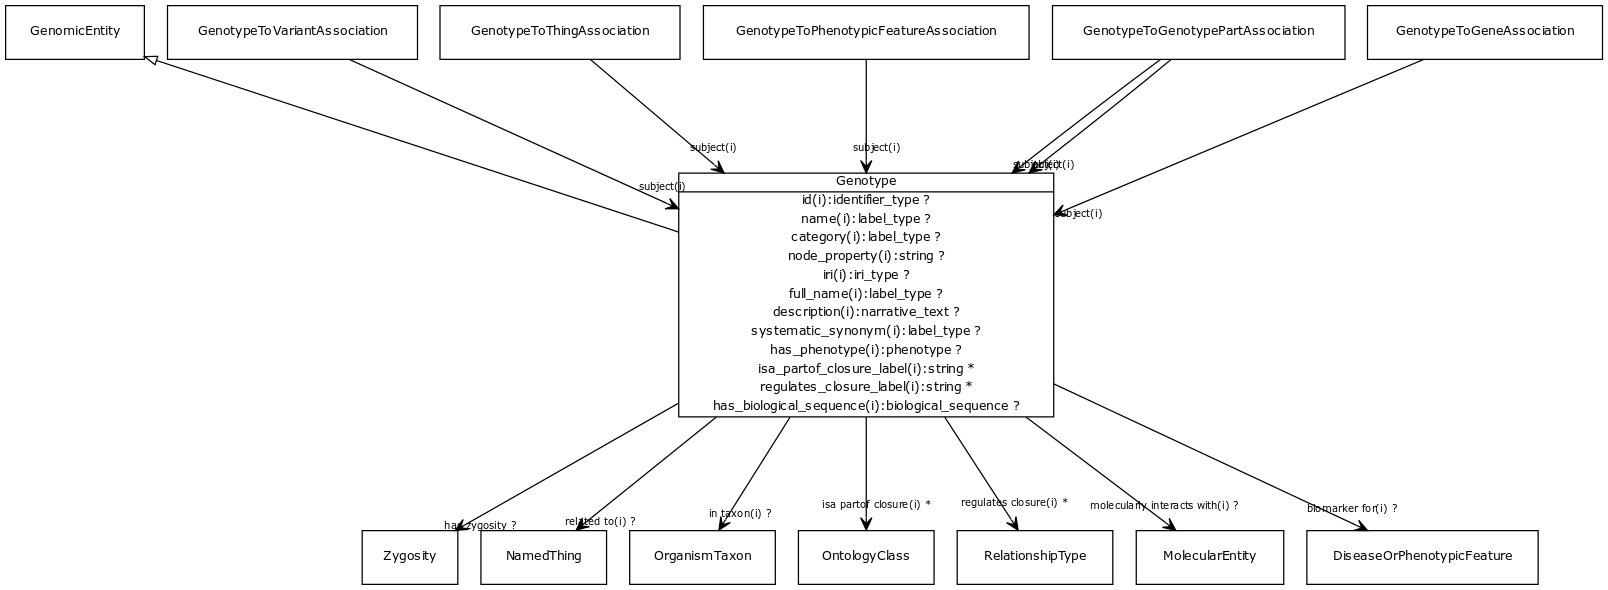 GenomicEntity
GenotypeToVariantAssociation
GenotypeToThingAssociation
GenotypeToPhenotypicFeatureAssociation
GenotypeToGenotypePartAssociation
GenotypeToGeneAssociation
subject(i)
subject(i)
subject(i)
subject(i)
Genotype
id(i):identifier_type ?
name(i):label_type ?
category(i):label_type ?
node_property(i):string ?
iri(i):iri_type ?
full_name(i):label_type ?
description(i):narrative_text ?
systematic_synonym(i):label_type ?
has_phenotype(i):phenotype ?
isa_partof_closure_label(i):string *
regulates_closure_label(i):string *
has_biological_sequence(i):biological_sequence ?
has zygosity ?
related to(i) ?
in taxon(i) ?
isa partof closure(i) *
regulates closure(i) *
molecularly interacts with(i) ?
biomarker for(i) ?
Zygosity
NamedThing
OrganismTaxon
OntologyClass
RelationshipType
MolecularEntity
DiseaseOrPhenotypicFeature